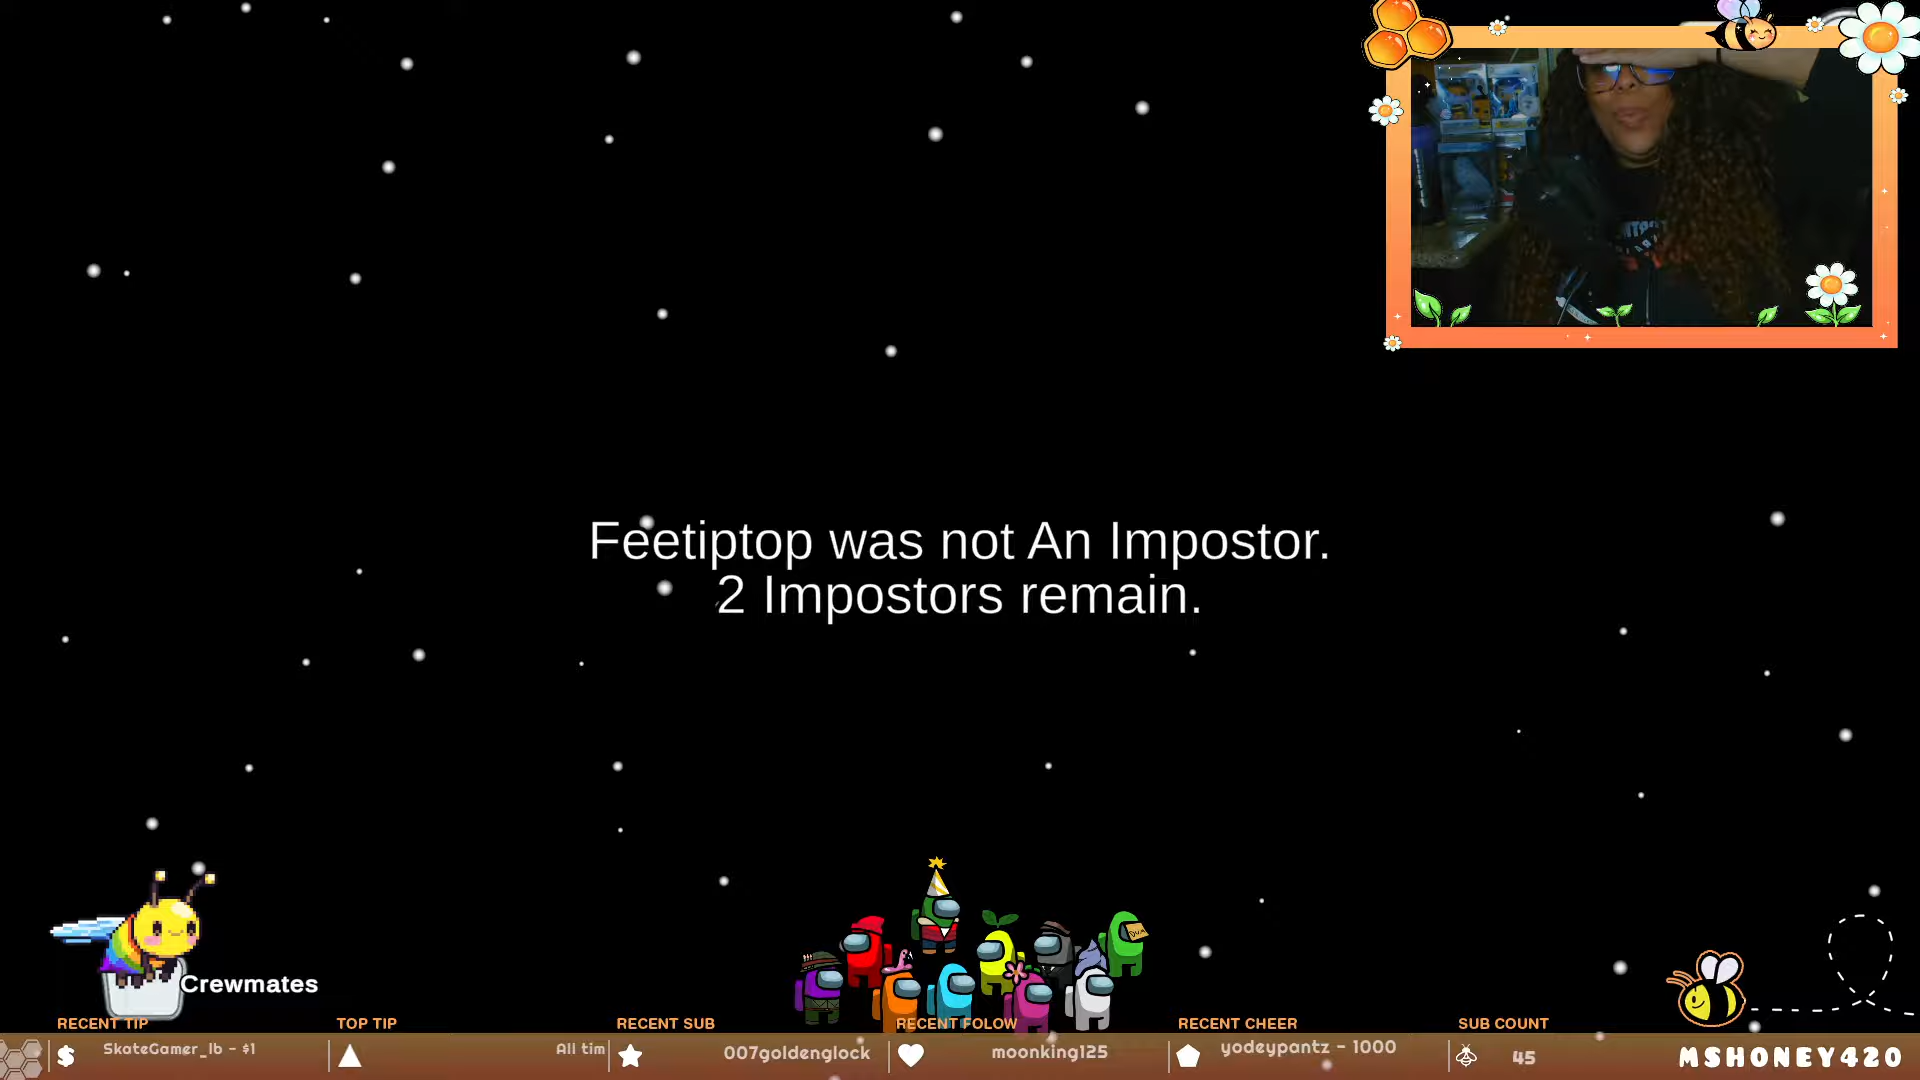 Feetiptop was not An Impostor.
2 Impostors remain.
Crewmates
RECENT TIP
SkateGamer_lb - $1
TOP TIP
All tim
RECENT SUB
007goldenglock
RECENT FOLOW
moonking125
RECENT CHEER
yodeypantz - 1000
SUB COUNT
45
MSHONEY420